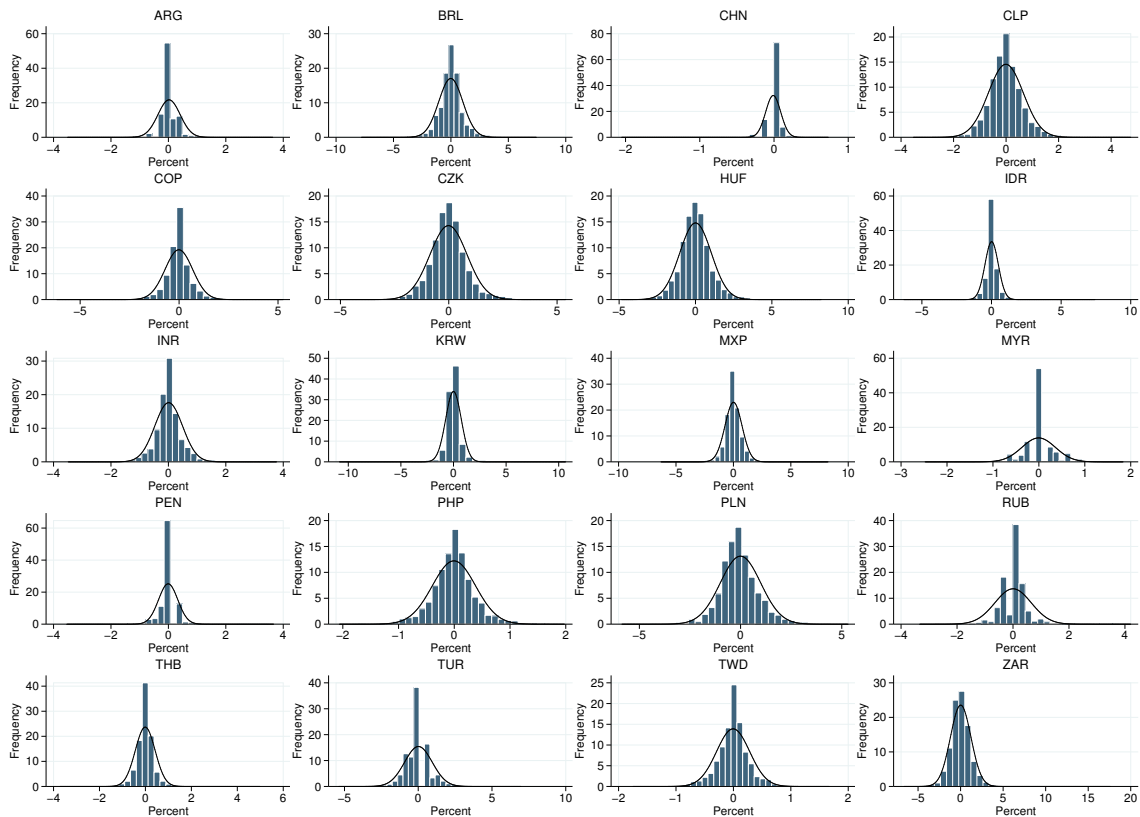 ARG
60
40
20
0
Frequency
−4 −2 0 2 4
Percent
BRL
30
20
10
0
Frequency
−10 −5 0 5 10
Percent
CHN
80
60
40
20
0
Frequency
−2 −1 0 1
Percent
CLP
20
15
10
5
0
Frequency
−4 −2 0 2 4
Percent
COP
40
30
20
10
0
Frequency
−5 0 5
Percent
CZK
20
15
10
5
0
Frequency
−5 0 5
Percent
HUF
20
15
10
5
0
Frequency
−5 0 5 10
Percent
IDR
60
40
20
0
Frequency
−5 0 5 10
Percent
INR
30
20
10
0
Frequency
−4 −2 0 2 4
Percent
KRW
50
40
30
20
10
0
Frequency
−10 −5 0 5 10
Percent
MXP
40
30
20
10
0
Frequency
−10 −5 0 5 10
Percent
MYR
60
40
20
0
Frequency
−3 −2 −1 0 1 2
Percent
PEN
60
40
20
0
Frequency
−4 −2 0 2 4
Percent
PHP
20
15
10
5
0
Frequency
−2 −1 0 1 2
Percent
PLN
20
15
10
5
0
Frequency
−5 0 5
Percent
RUB
40
30
20
10
0
Frequency
−4 −2 0 2 4
Percent
THB
40
30
20
10
0
Frequency
−4 −2 0 2 4 6
Percent
TUR
40
30
20
10
0
Frequency
−5 0 5 10
Percent
TWD
25
20
15
10
5
0
Frequency
−2 −1 0 1 2
Percent
ZAR
30
20
10
0
Frequency
−5 0 5 10 15 20
Percent